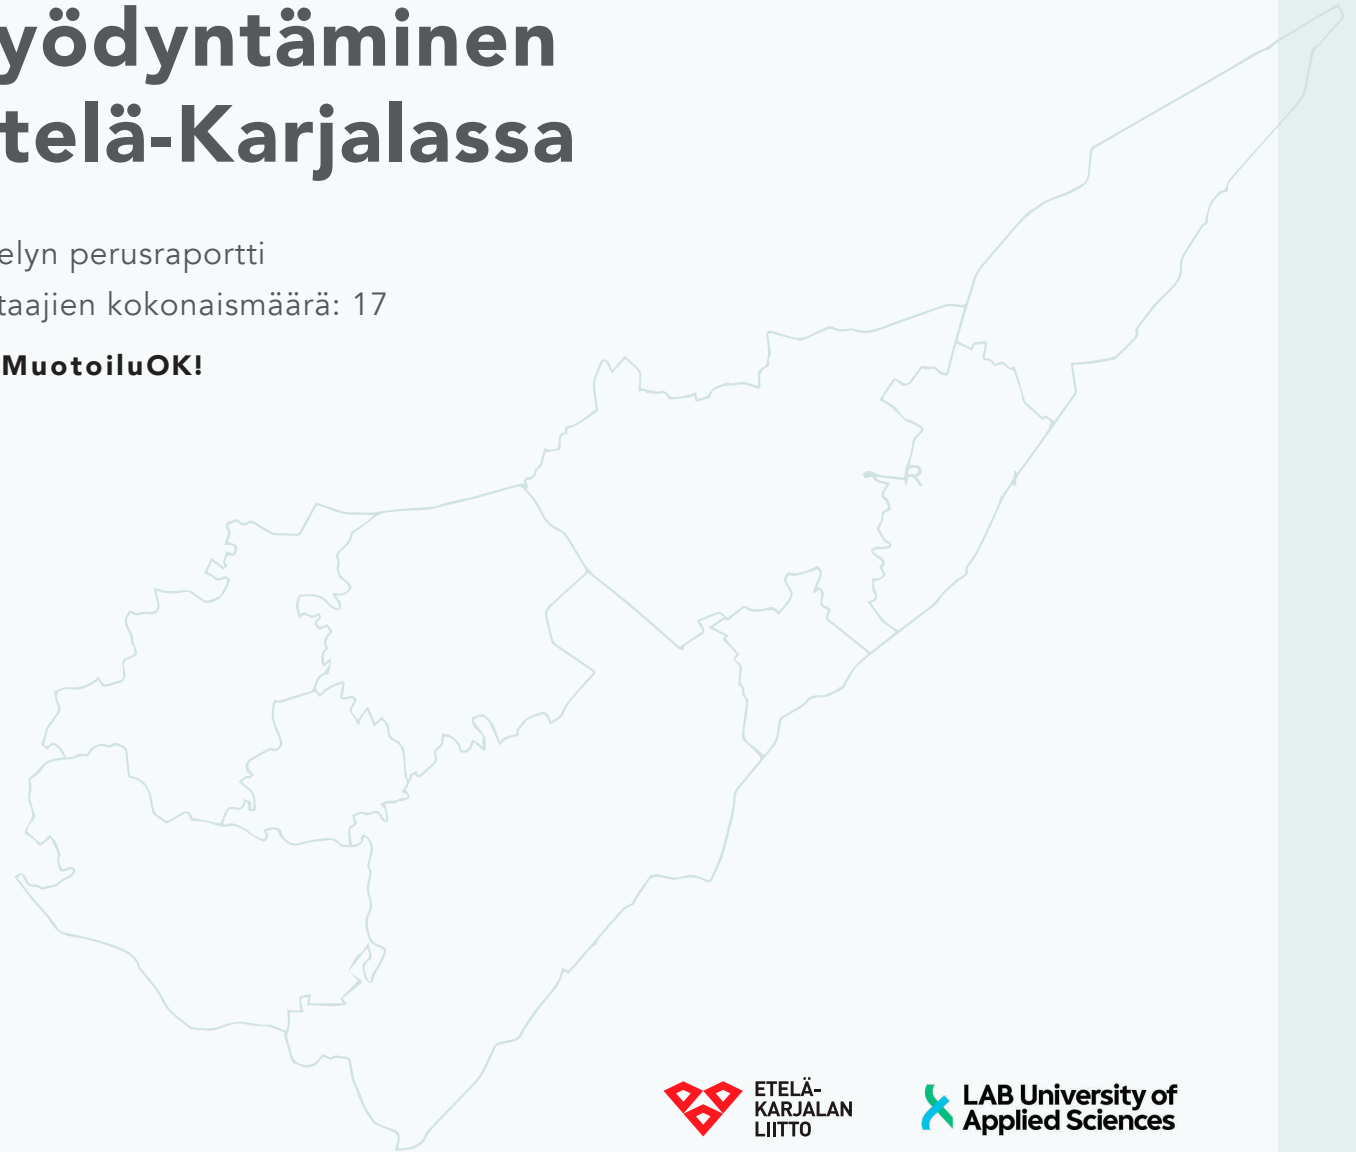 yödyntäminen
telä-Karjalassa
elyn perusraportti
taajien kokonaismäärä: 17
MuotoiluOK!
R
ETELÄ-
KARJALAN
LIITTO
LAB University of
Applied Sciences